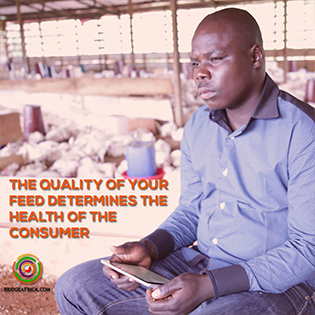 THE QUALITY OF YOUR
FEED DETERMINES THE
HEALTH OF THE
CONSUMER
BRIDGEAFRICA.COM